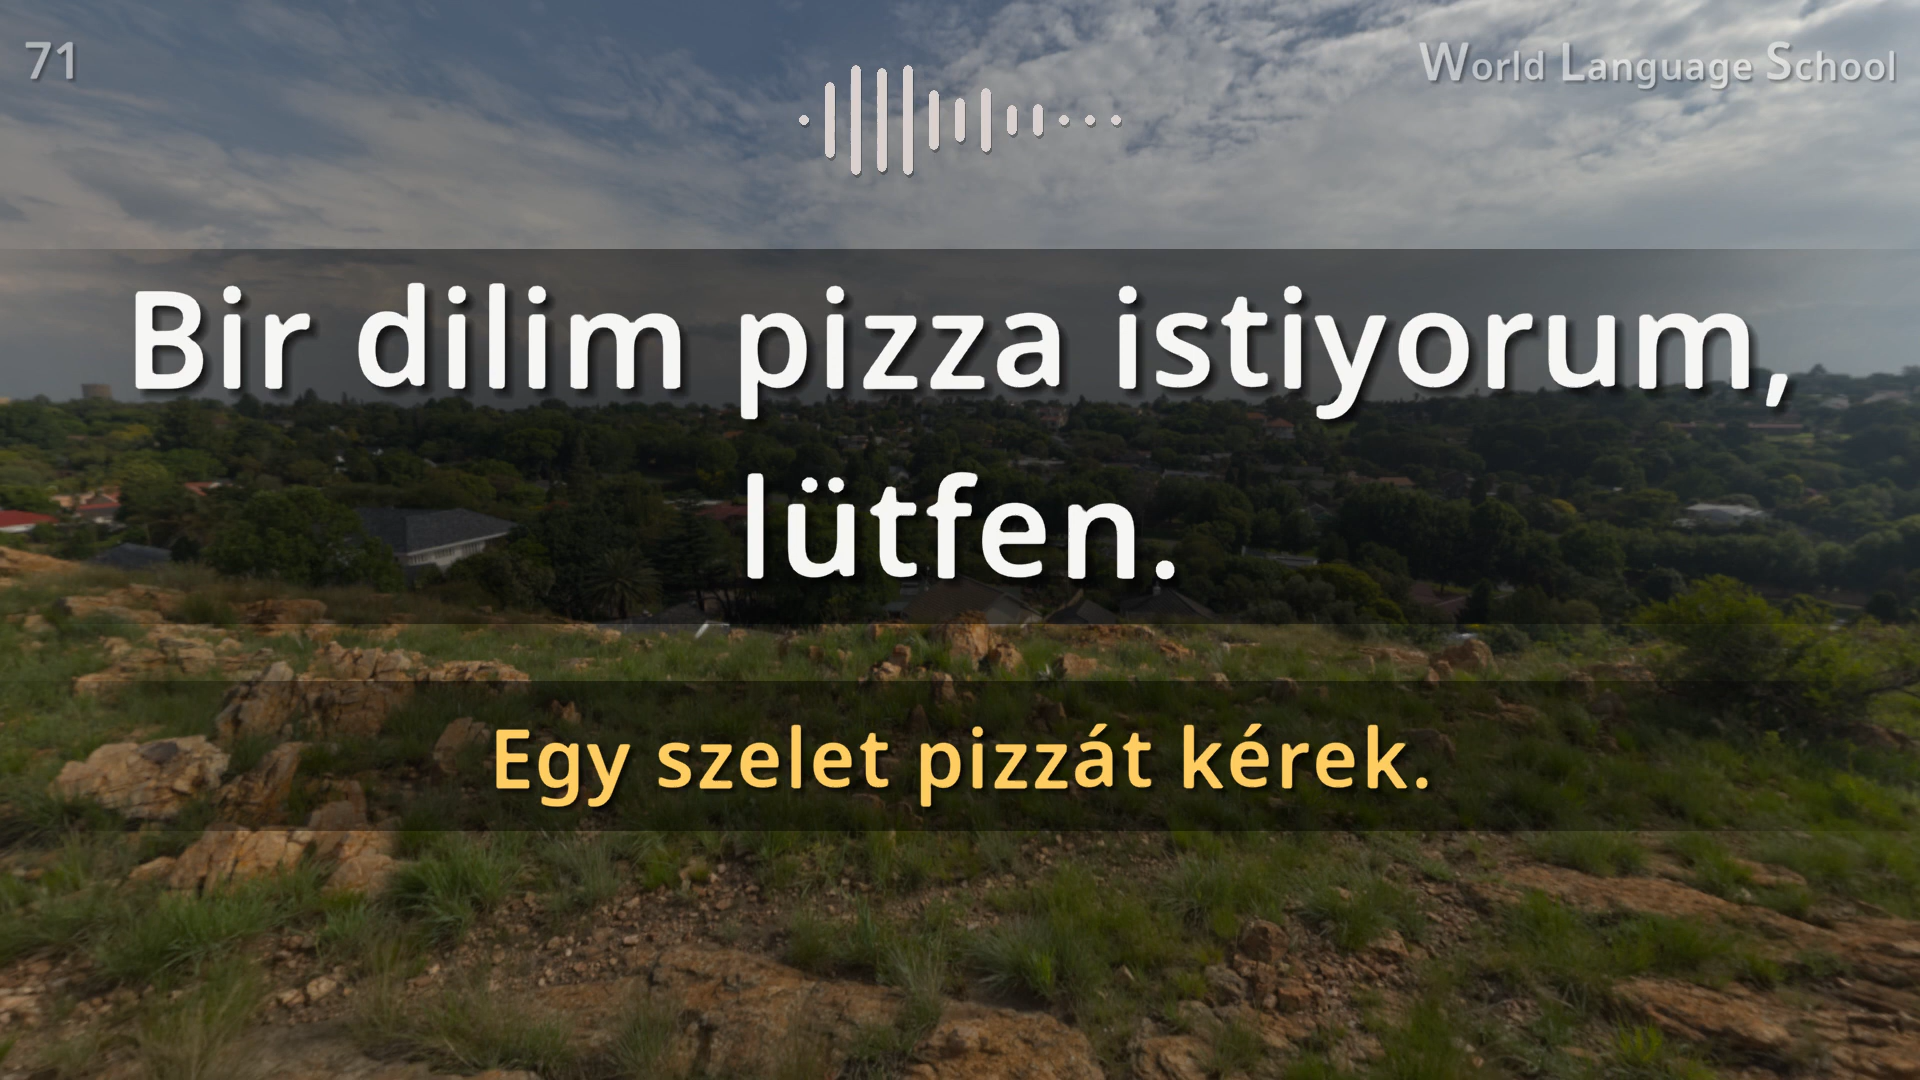 71
World Language School
Bir dilim pizza istiyorum,
lütfen.
Egy szelet pizzát kérek.